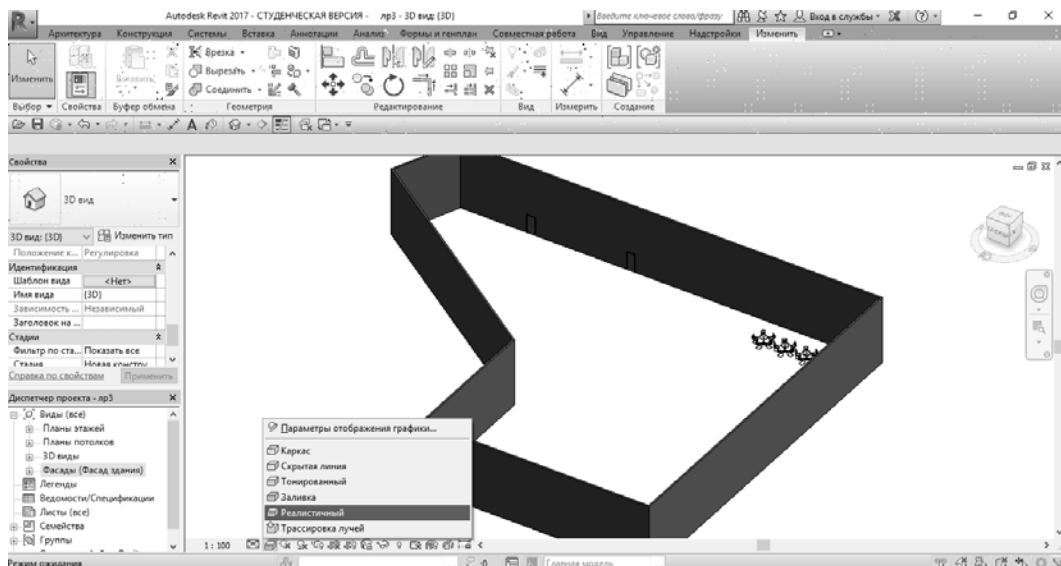 Autodesk Revit 2017 - СТУДЕНЧЕСКАЯ ВЕРСИЯ - лр3 - 3D вид: {3D}
Введите ключевое слово/фразу
Вход в службы
Архитектура Конструкция Системы Вставка Аннотации Анализ Формы и генплан Совместная работа Вид Управление Надстройки Изменить
Врезка
Вырезать
Соединить
Изменить
Вставить
Выбор Свойства Буфер обмена Геометрия Редактирование Вид Измерить Создание
Свойства
3D вид
3D вид: {3D} Изменить тип
Положение к... Регулировка
Идентификация
Шаблон вида <Нет>
Имя вида {3D}
Зависимость ... Независимый
Заголовок на ...
Стадии
Фильтр по ста... Показать все
Стадия Новая констру
Справка по свойствам Применить
Диспетчер проекта - лр3
Виды (все)
Планы этажей
Планы потолков
3D виды
Фасады (Фасад здания)
Легенды
Ведомости/Спецификации
Листы (все)
Семейства
Группы
Параметры отображения графики...
Каркас
Скрытая линия
Тонированный
Заливка
Реалистичный
Трассировка лучей
1 : 100
Режим ожидания
:0
Главная модель